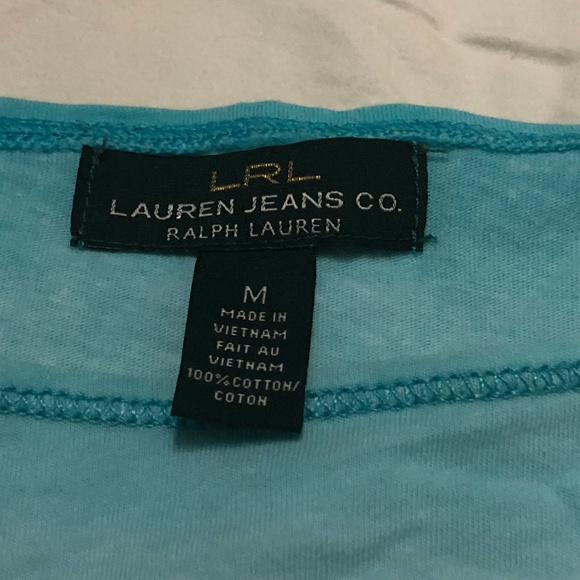 LRL
LAUREN JEANS CO.
RALPH LAUREN
M
MADE IN
VIETNAM
FAIT AU
VIETNAM
100% COTTON/
COTON